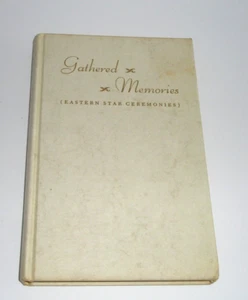 Gathered
Memories
[EASTERN STAR CEREMONIES]